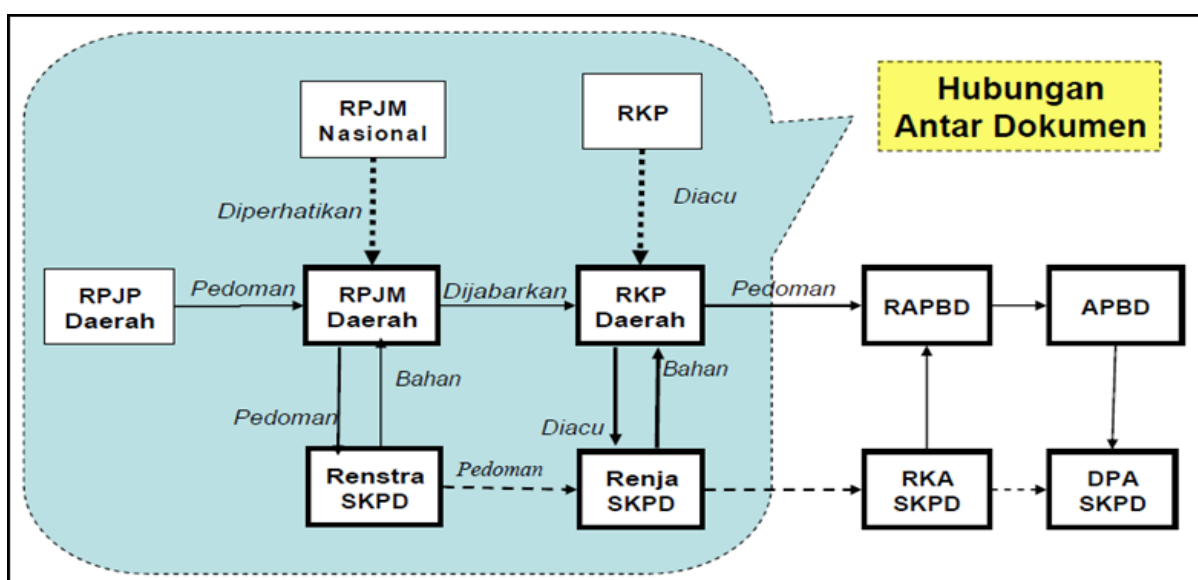 RPJM
Nasional
RKP
Hubungan
Antar Dokumen
Diperhatikan
Diacu
RPJP
Daerah
Pedoman
RPJM
Daerah
Dijabarkan
RKP
Daerah
Pedoman
RAPBD
APBD
Pedoman
Bahan
Diacu
Bahan
Renstra
SKPD
Pedoman
Renja
SKPD
RKA
SKPD
DPA
SKPD